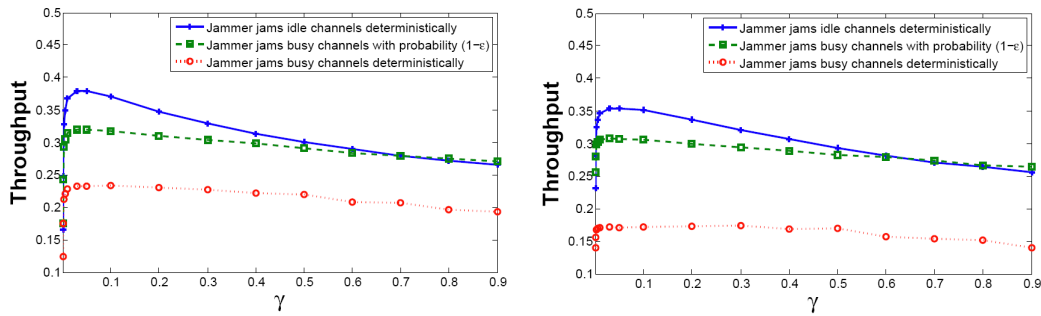 0.5
0.45
0.4
0.35
0.3
0.25
0.2
0.15
0.1
Throughput
Jammer jams idle channels deterministically
Jammer jams busy channels with probability (1-ε)
Jammer jams busy channels deterministically
0.1 0.2 0.3 0.4 0.5 0.6 0.7 0.8 0.9
γ
0.5
0.45
0.4
0.35
0.3
0.25
0.2
0.15
0.1
Throughput
Jammer jams idle channels deterministically
Jammer jams busy channels with probability (1-ε)
Jammer jams busy channels deterministically
0.1 0.2 0.3 0.4 0.5 0.6 0.7 0.8 0.9
γ